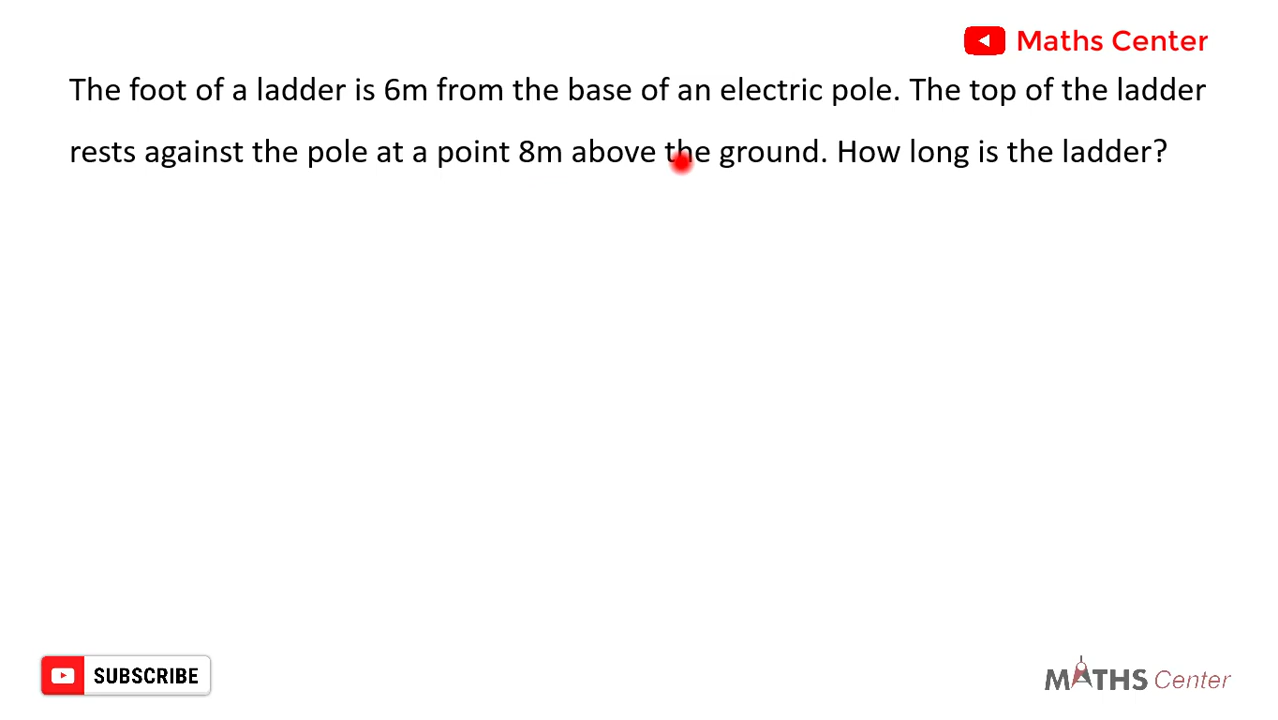 Maths Center
The foot of a ladder is 6m from the base of an electric pole. The top of the ladder
rests against the pole at a point 8m above the ground. How long is the ladder?
SUBSCRIBE
MATHS Center